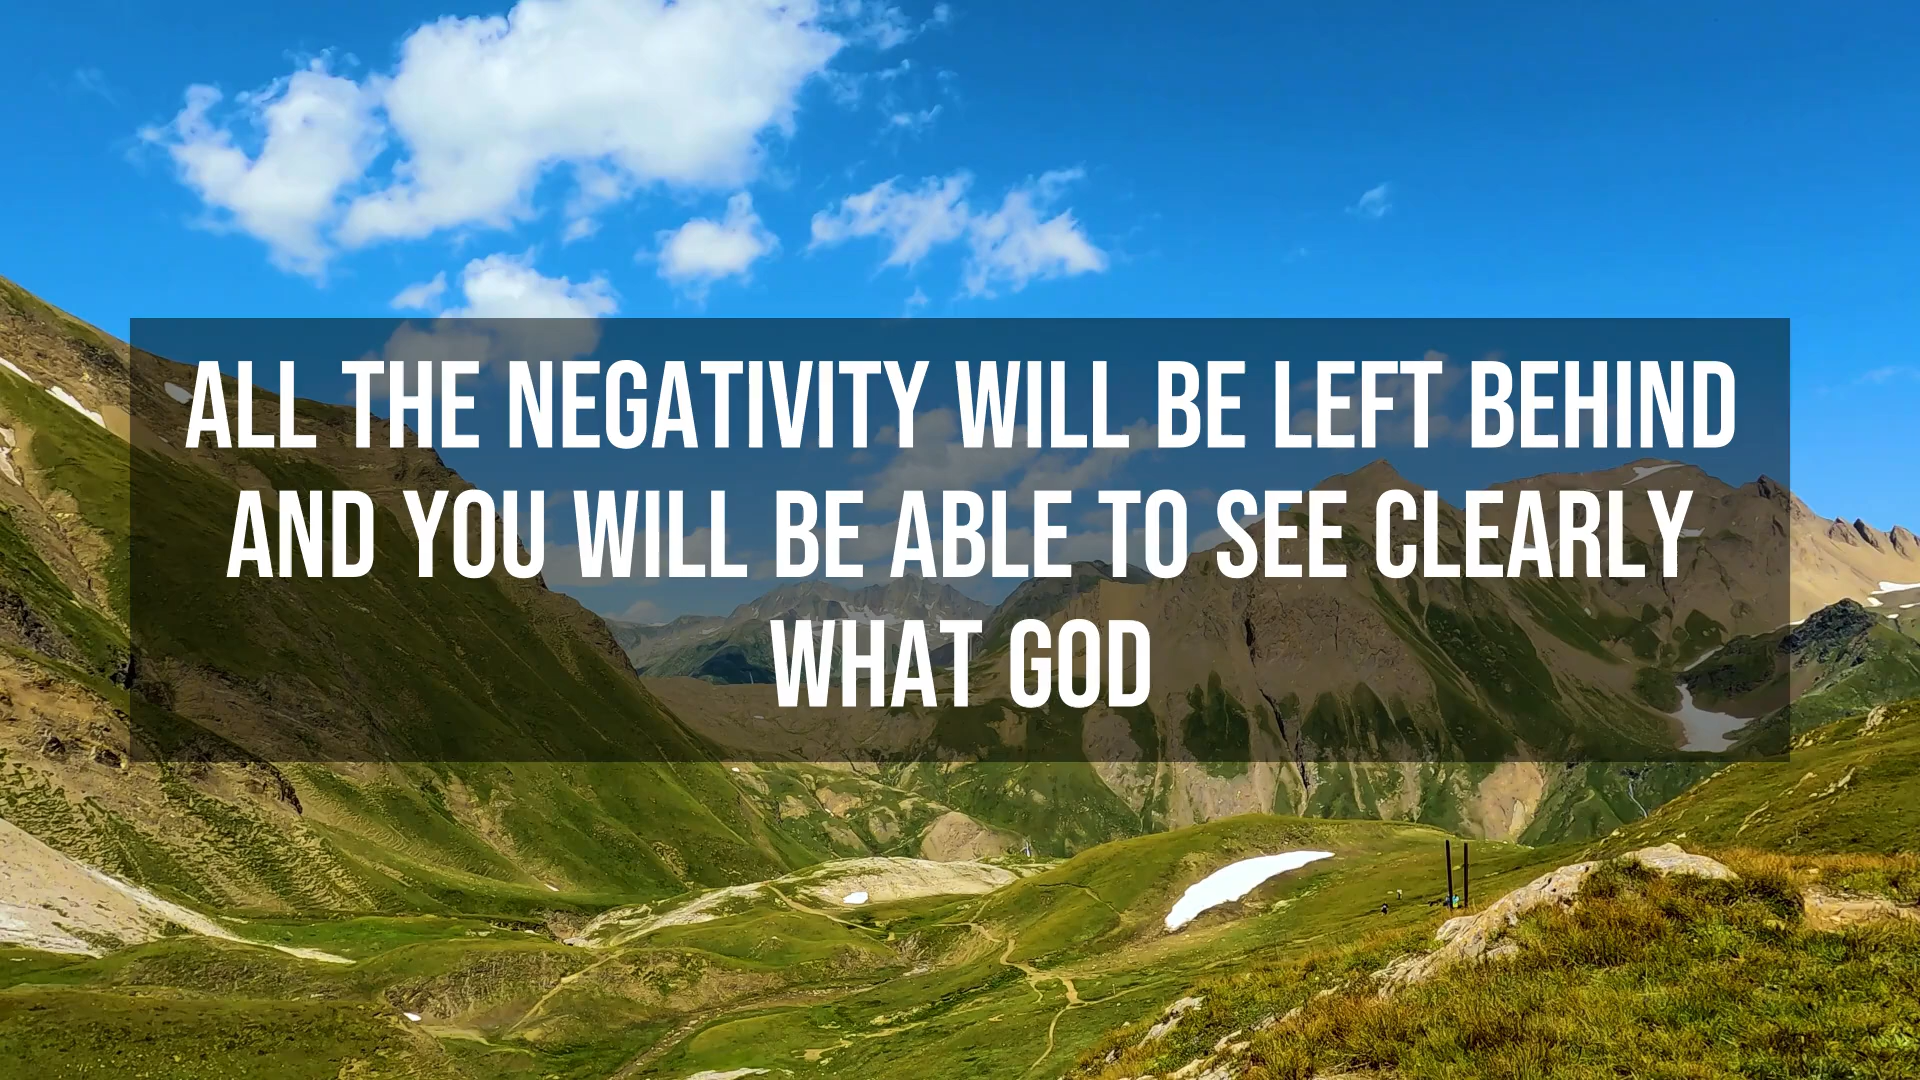 ALL THE NEGATIVITY WILL BE LEFT BEHIND
AND YOU WILL BE ABLE TO SEE CLEARLY
WHAT GOD